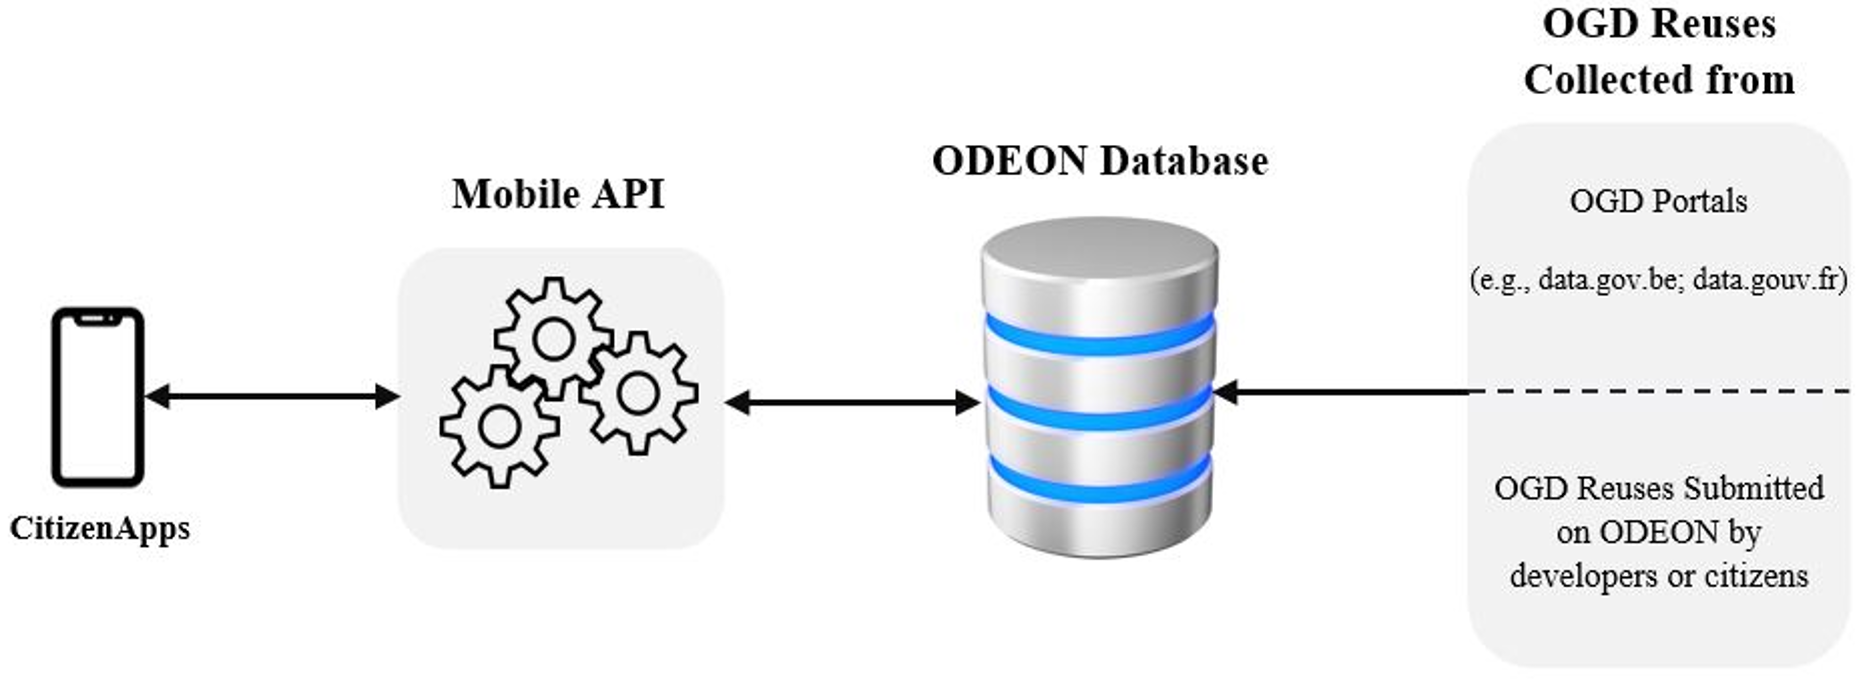 OGD Reuses
Collected from
ODEON Database
Mobile API
OGD Portals
(e.g., data.gov.be; data.gouv.fr)
CitizenApps
OGD Reuses Submitted
on ODEON by
developers or citizens